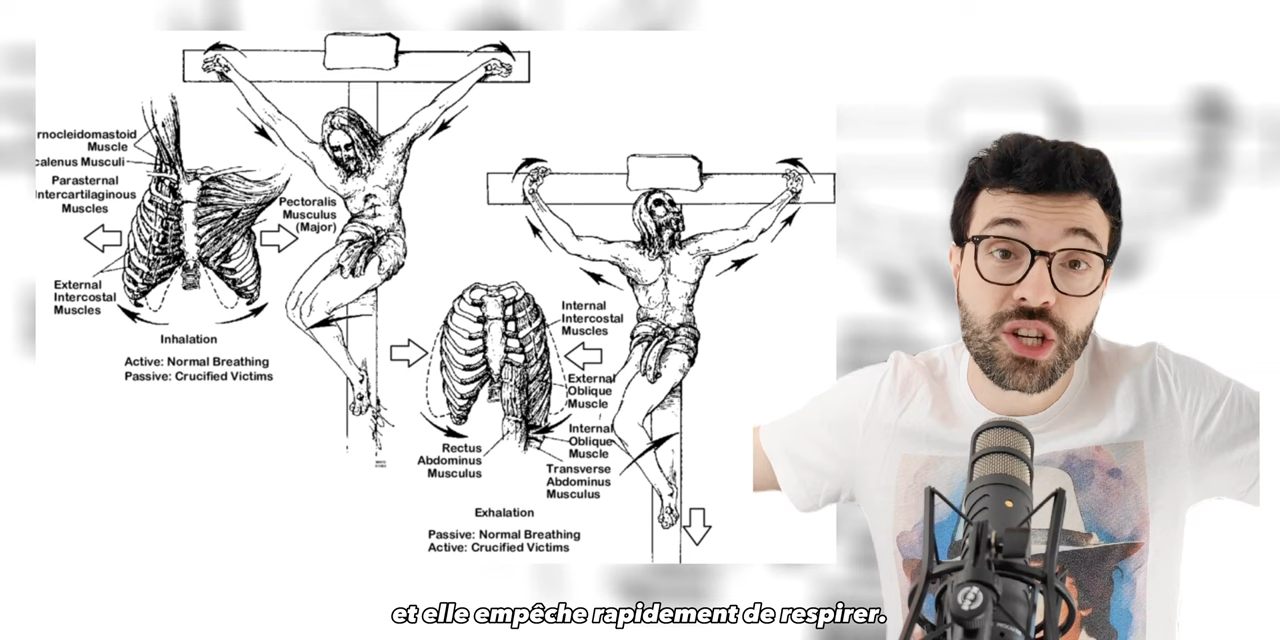 rnocleidomastoid
Muscle
calenus Musculi
Parasternal
Intercartilaginous
Muscles
Pectoralis
Musculus
(Major)
External
Intercostal
Muscles
Inhalation
Active: Normal Breathing
Passive: Crucified Victims
Internal
Intercostal
Muscles
External
Oblique
Muscle
Internal
Oblique
Muscle
Rectus
Abdominus
Musculus
Transverse
Abdominus
Musculus
Exhalation
Passive: Normal Breathing
Active: Crucified Victims
et elle empêche rapidement de respirer.